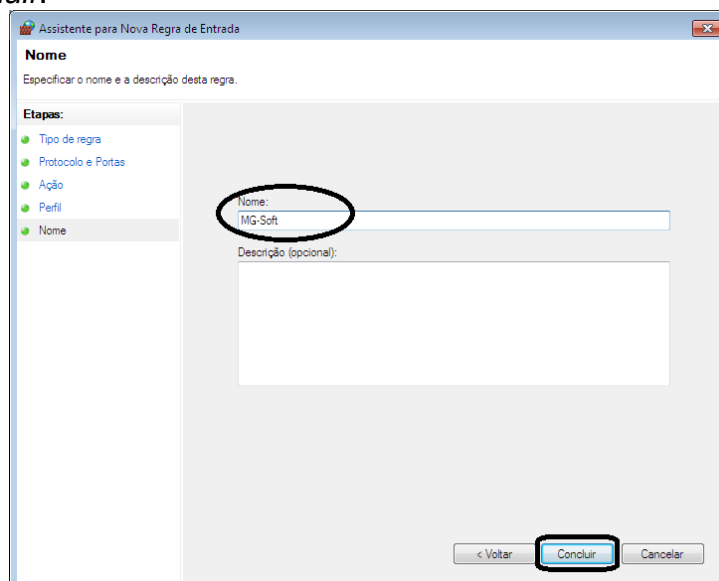 Assistente para Nova Regra de Entrada
Nome
Especificar o nome e a descrição desta regra.
Etapas:
Tipo de regra
Protocolo e Portas
Ação
Perfil
Nome
Nome:
MG-Soft
Descrição (opcional):
< Voltar
Concluir
Cancelar